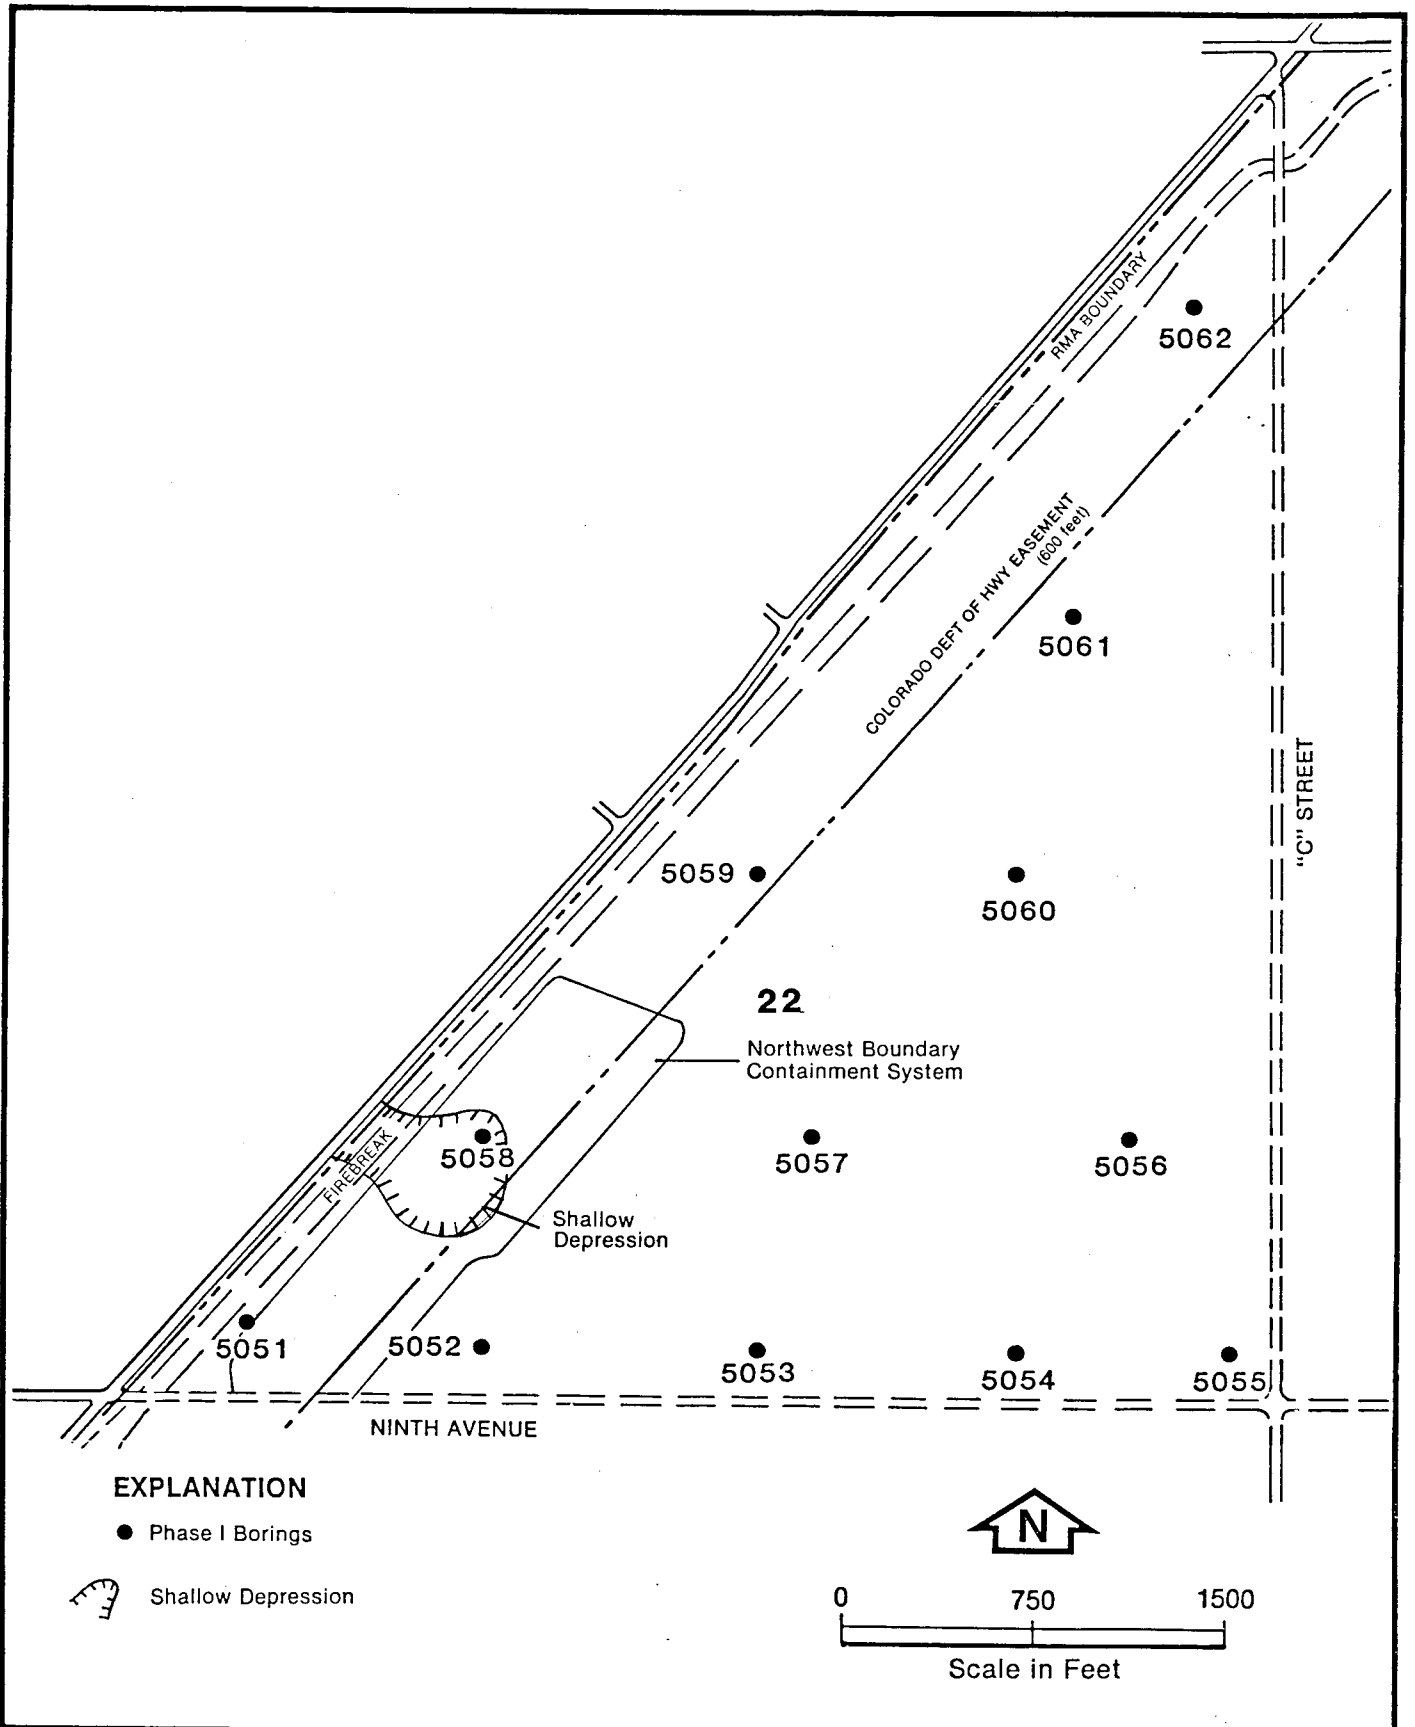 RMA BOUNDARY
5062
COLORADO DEPT OF HWY EASEMENT
(600 feet)
5061
"C" STREET
5059
5060
22
Northwest Boundary
Containment System
FIREBREAK
5058
5057
5056
Shallow
Depression
5051
5052
5053
5054
5055
NINTH AVENUE
EXPLANATION
Phase I Borings
Shallow Depression
N
0 750 1500
Scale in Feet